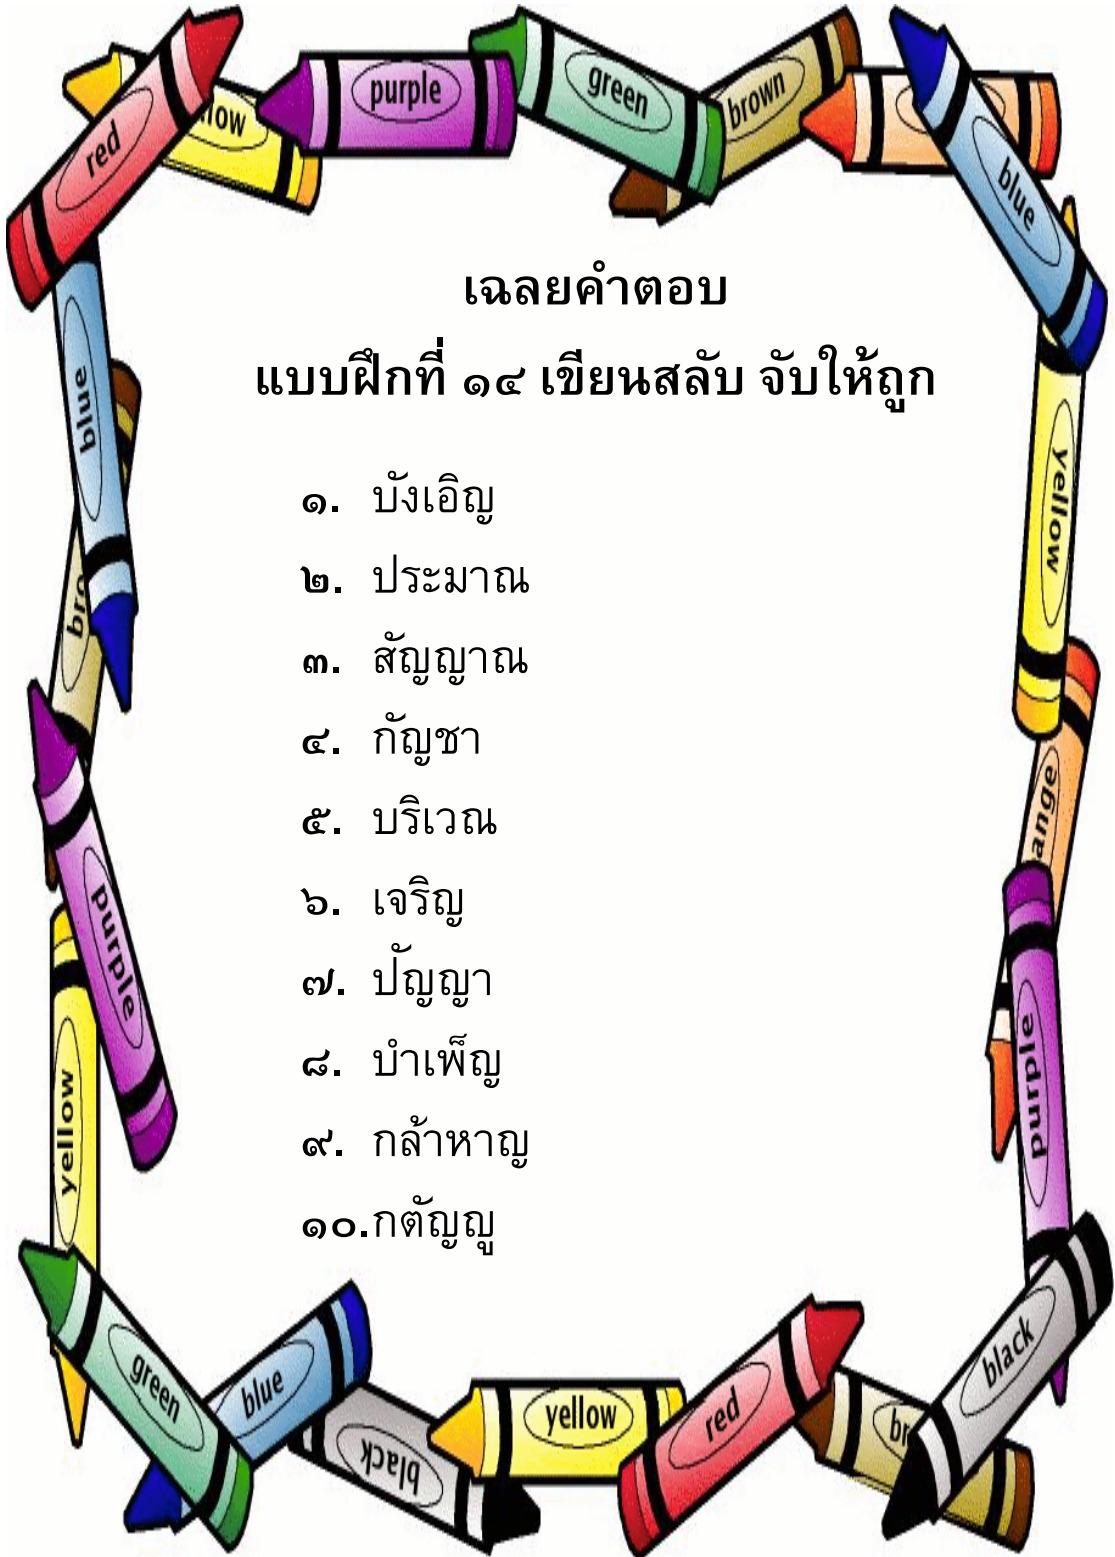 red
low
purple
green
brown
blue
เฉลยคำตอบ
แบบฝึกที่ ๑๔ เขียนสลับ จับให้ถูก
blue
yellow
๑. บังเอิญ
๒. ประมาณ
bro
๓. สัญญาณ
๔. กัญชา
ange
๕. บริเวณ
๖. เจริญ
purple
๗. ปัญญา
๘. บำเพ็ญ
purple
yellow
๙. กล้าหาญ
๑๐.กตัญญู
green
blue
black
yellow
red
br
black